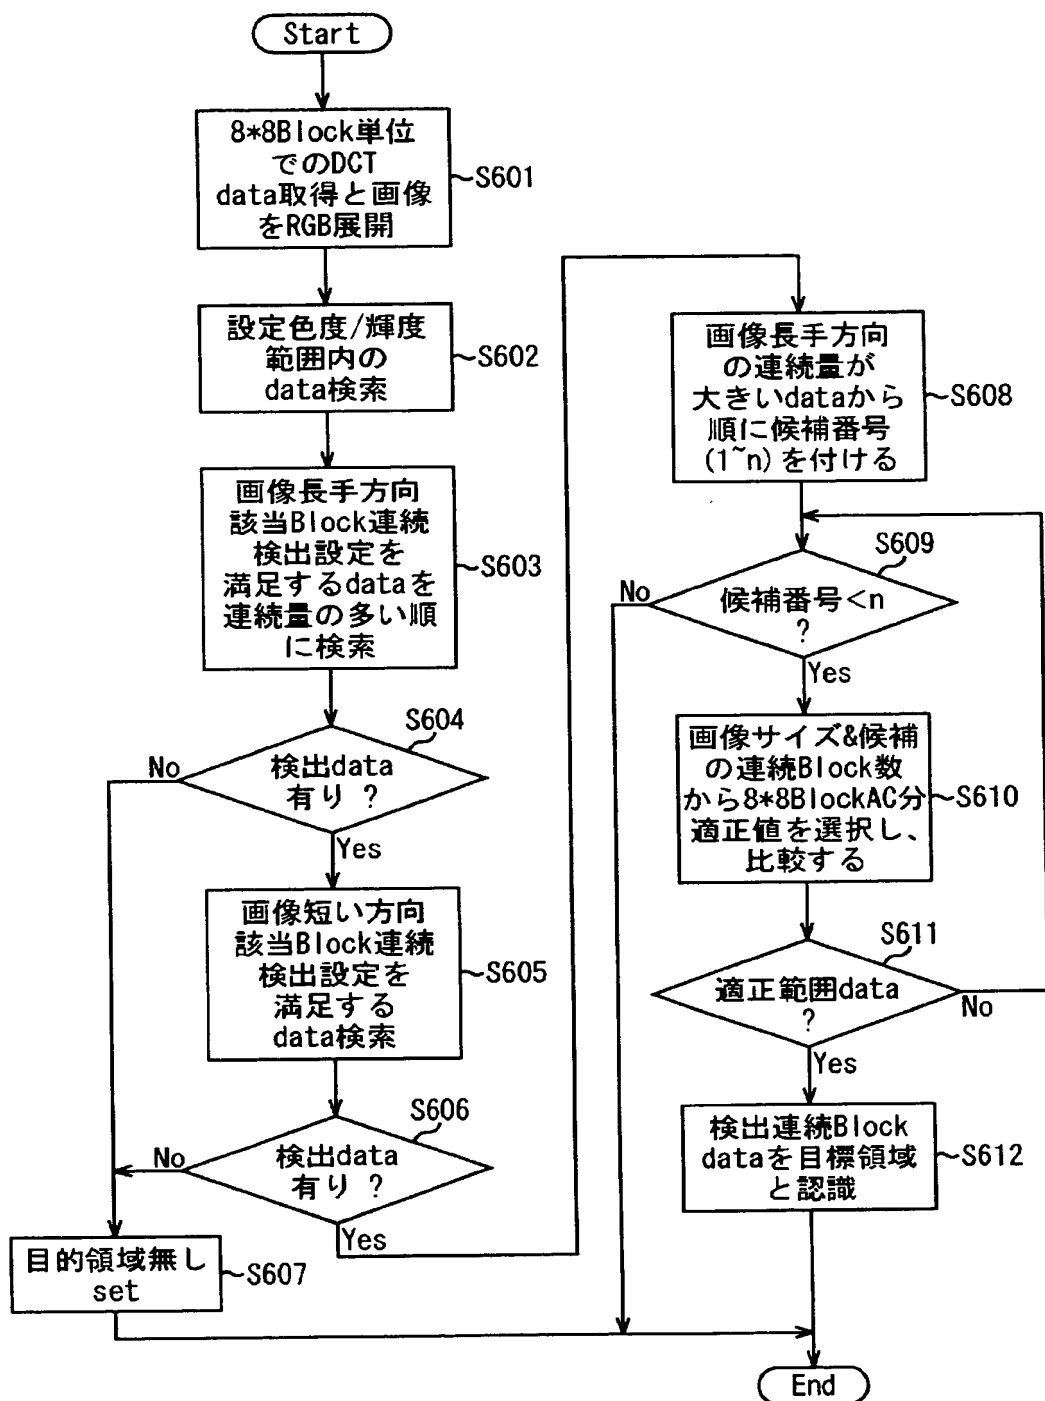 Start
8*8Block単位
でのDCT
data取得と画像
をRGB展開
S601
設定色度/輝度
範囲内の
data検索
S602
画像長手方向
該当Block連続
検出設定を
満足するdataを
連続量の多い順
に検索
S603
S604
検出data
有り ?
No
Yes
画像短い方向
該当Block連続
検出設定を
満足する
data検索
S605
S606
検出data
有り ?
No
Yes
目的領域無し
set
S607
画像長手方向
の連続量が
大きいdataから
順に候補番号
(1~n)を付ける
S608
S609
候補番号<n
?
No
Yes
画像サイズ&候補
の連続Block数
から8*8BlockAC分
適正値を選択し、
比較する
S610
S611
適正範囲data
?
No
Yes
検出連続Block
dataを目標領域
と認識
S612
End